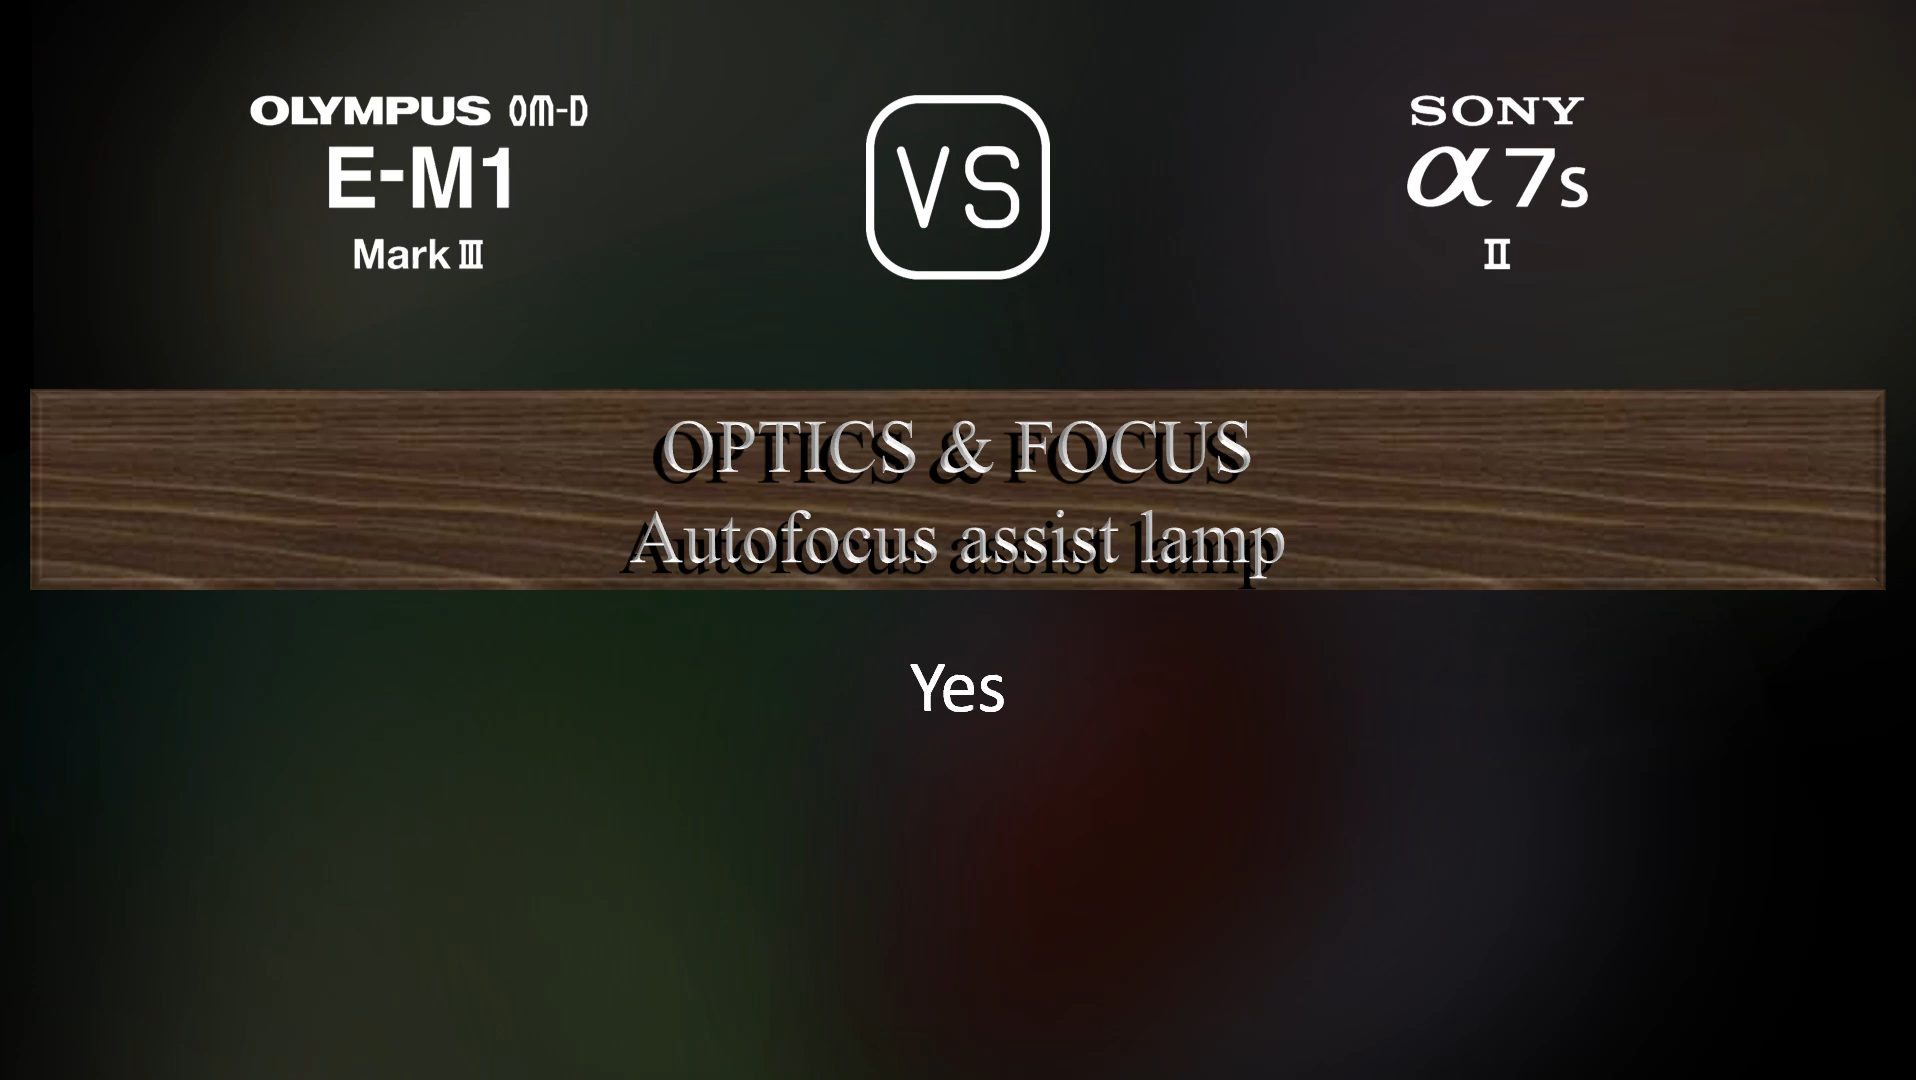 OLYMPUS OM-D
E-M1
Mark III
VS
SONY
α7s
II
OPTICS & FOCUS
Autofocus assist lamp
Yes